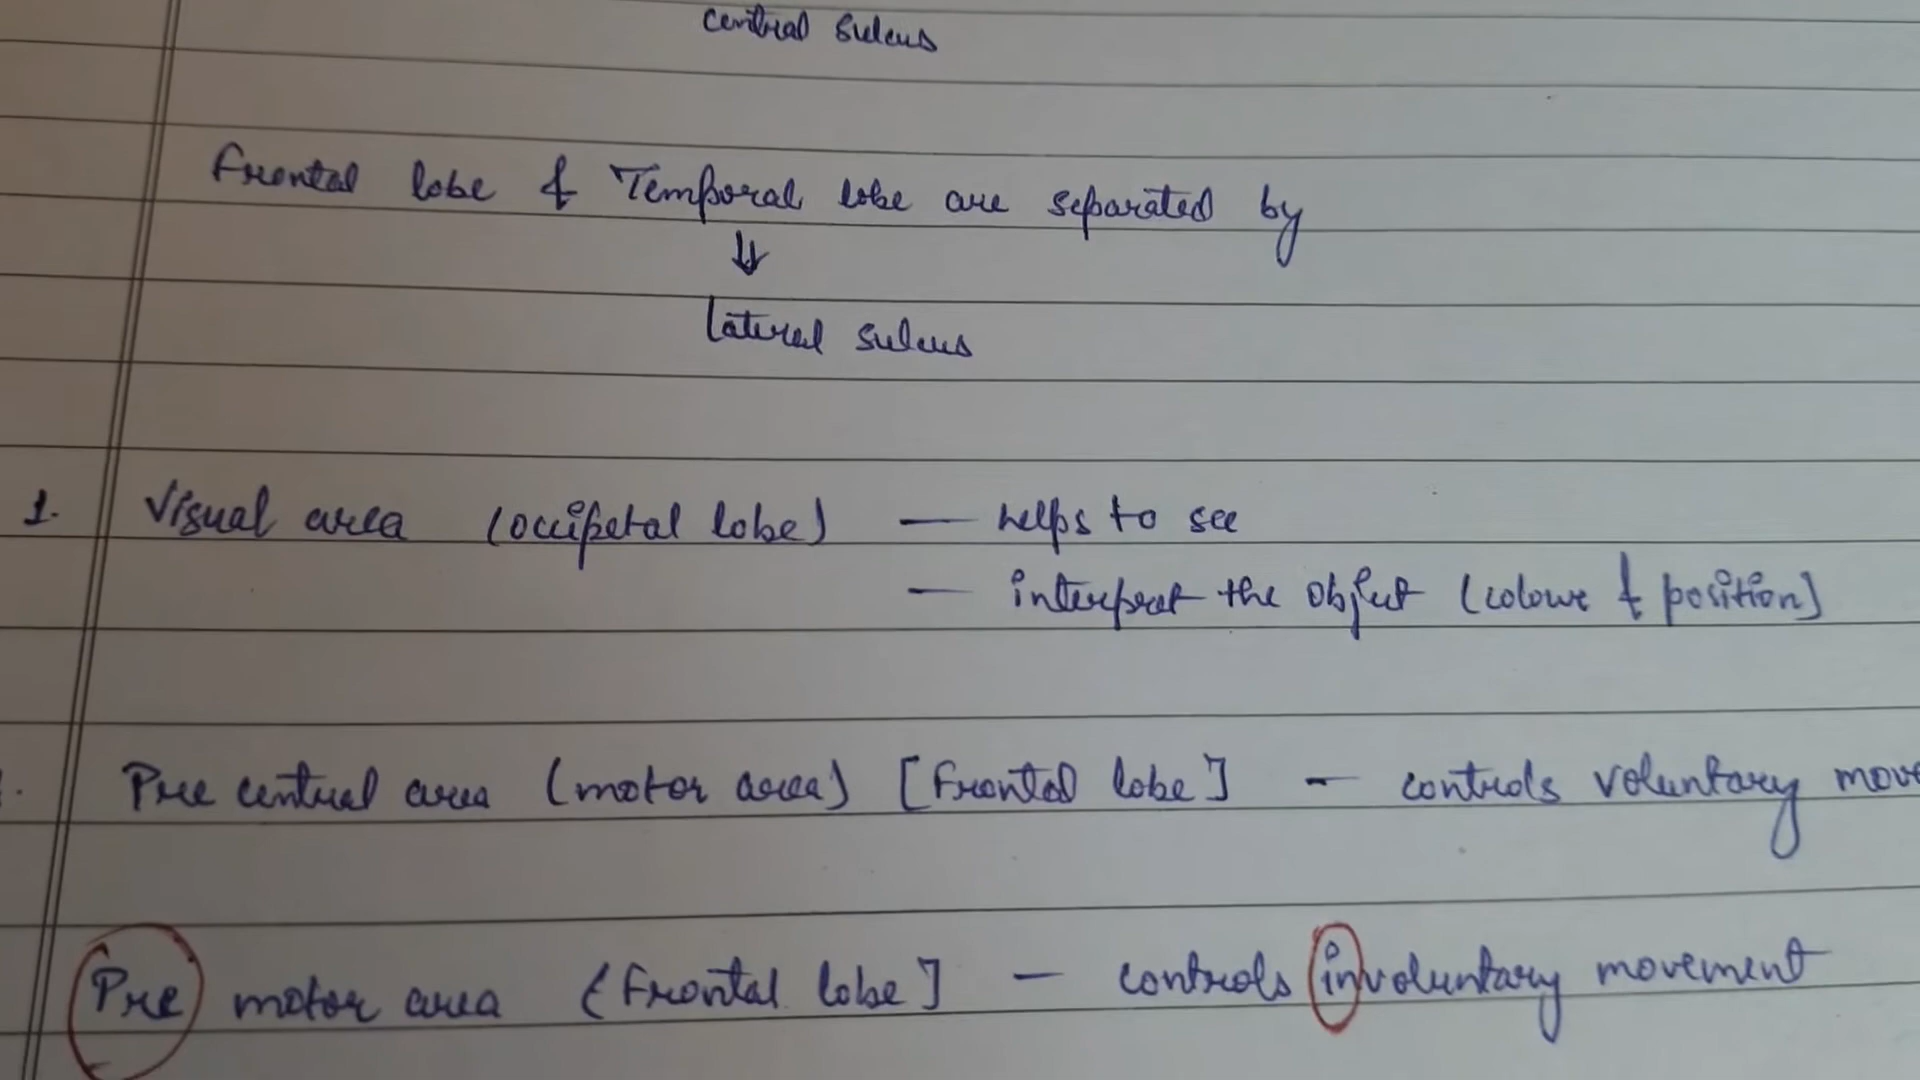 central sulcus
Frontal lobe & Temporal lobe are separated by
⇓
lateral sulcus
1. Visual area (occipetal lobe) — helps to see
— interpret the object (colour & position)
Pre central area (motor area) [Frontal lobe] — controls voluntary move
Pre motor area (Frontal lobe] — controls involuntary movement